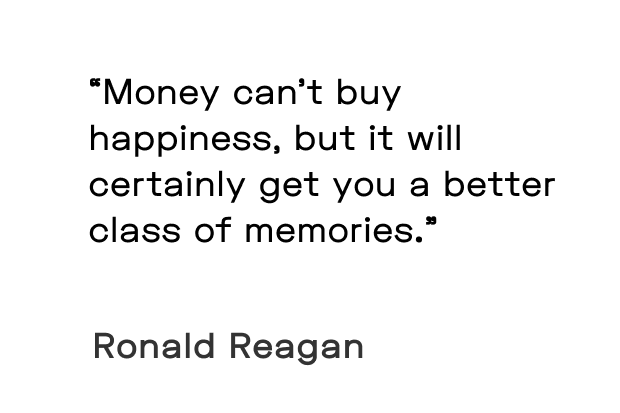 “Money can’t buy
happiness, but it will
certainly get you a better
class of memories.”
Ronald Reagan